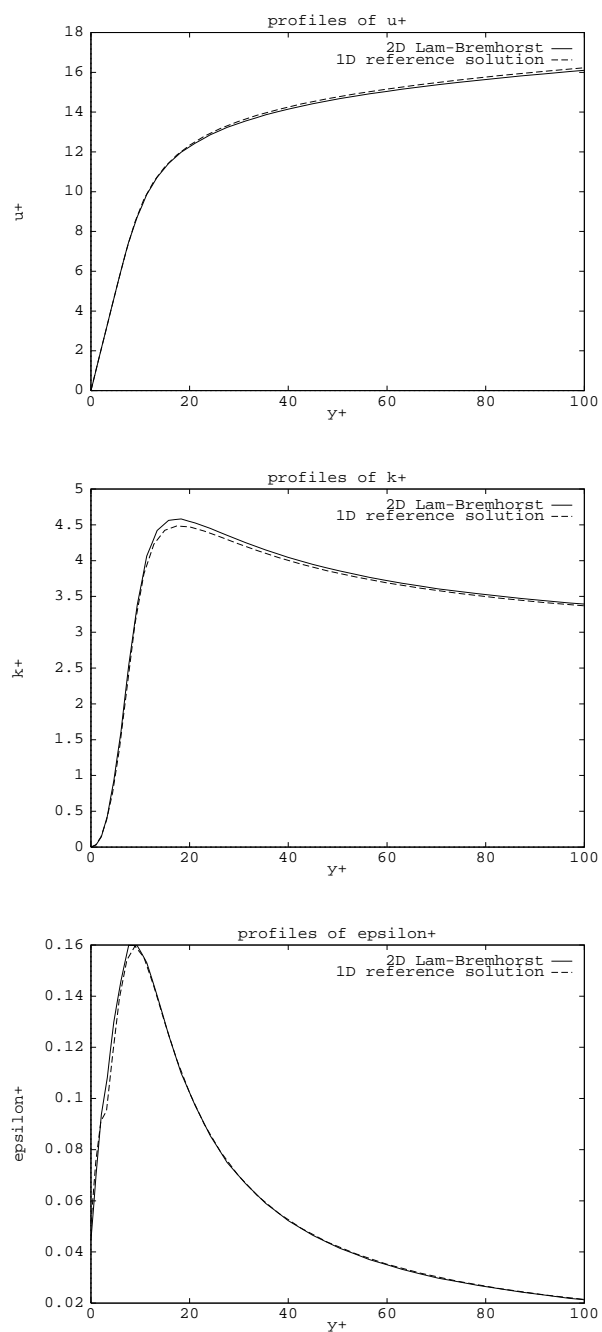 profiles of u+
2D Lam-Bremhorst
1D reference solution
18
16
14
12
10
8
6
4
2
0
u+
0 20 40 60 80 100
y+
profiles of k+
2D Lam-Bremhorst
1D reference solution
5
4.5
4
3.5
3
2.5
2
1.5
1
0.5
0
k+
0 20 40 60 80 100
y+
profiles of epsilon+
2D Lam-Bremhorst
1D reference solution
0.16
0.14
0.12
0.1
0.08
0.06
0.04
0.02
epsilon+
0 20 40 60 80 100
y+